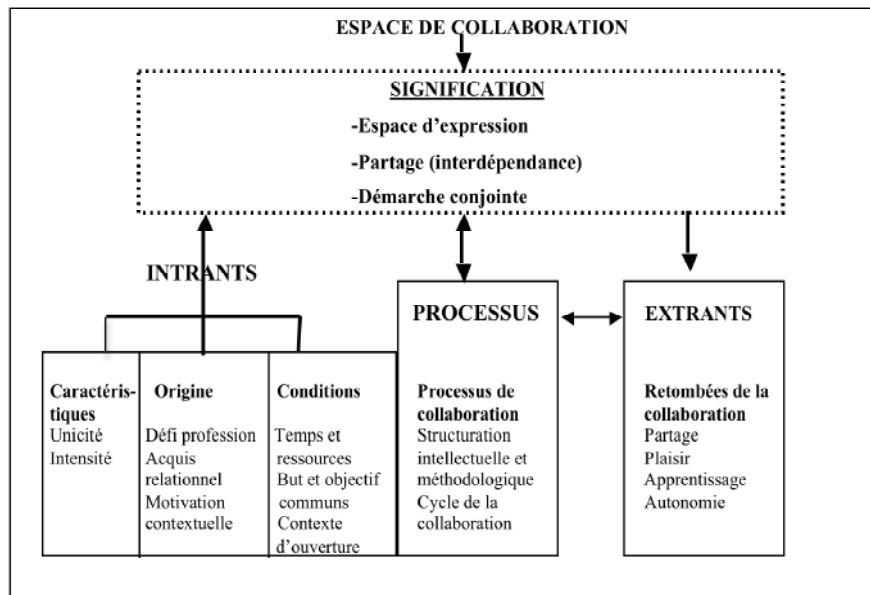 ESPACE DE COLLABORATION
SIGNIFICATION
-Espace d'expression
-Partage (interdépendance)
-Démarche conjointe
INTRANTS
Caractéris-
tiques
Unicité
Intensité
Origine
Défi profession
Acquis
relationnel
Motivation
contextuelle
Conditions
Temps et
ressources
But et objectif
communs
Contexte
d'ouverture
PROCESSUS
Processus de
collaboration
Structuration
intellectuelle et
méthodologique
Cycle de la
collaboration
EXTRANTS
Retombées de la
collaboration
Partage
Plaisir
Apprentissage
Autonomie